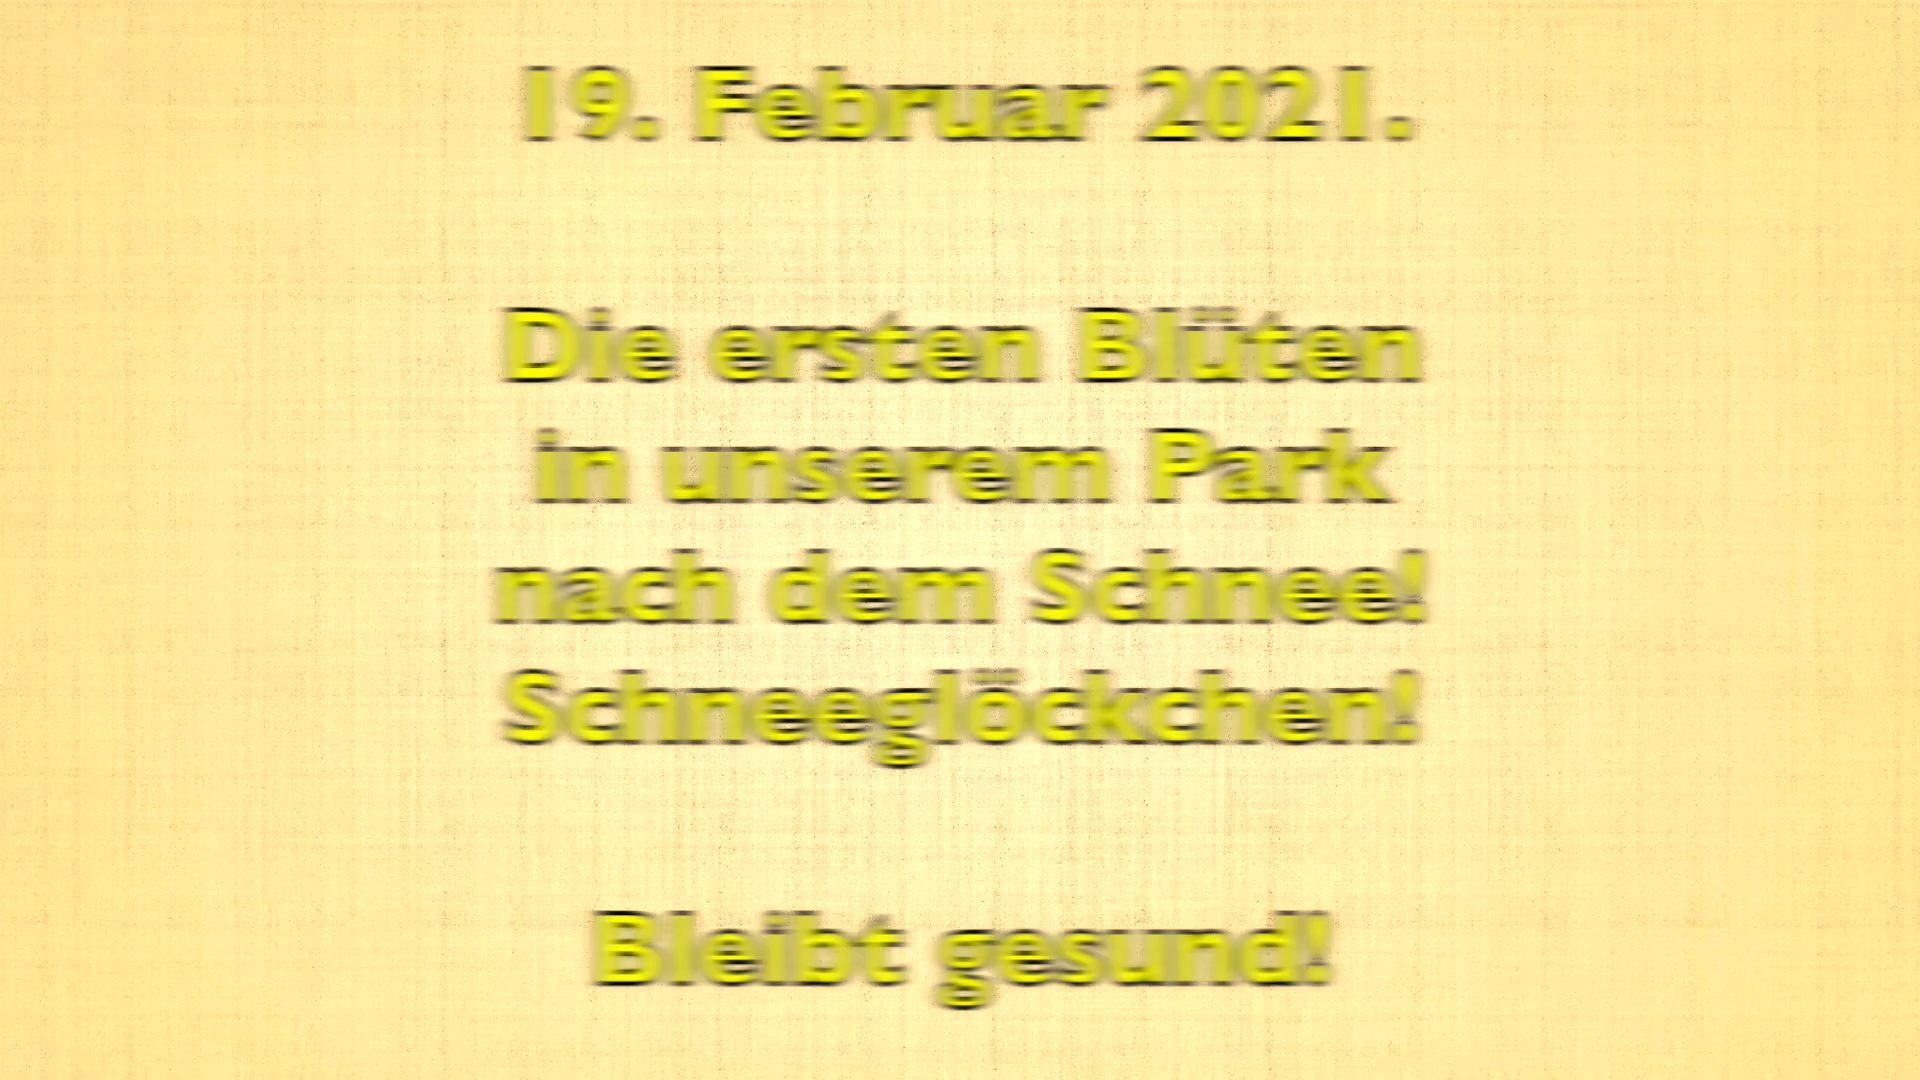 19. Februar 2021.
Die ersten Blüten
in unserem Park
nach dem Schnee!
Schneeglöckchen!
Bleibt gesund!